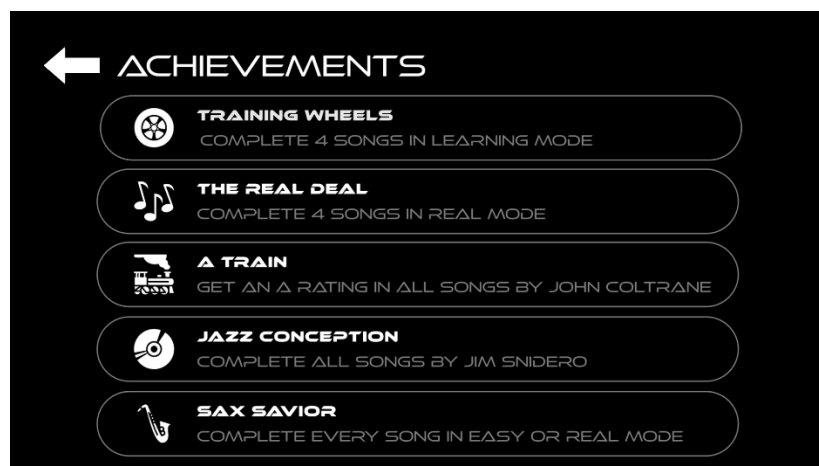 ACHIEVEMENTS
TRAINING WHEELS
COMPLETE 4 SONGS IN LEARNING MODE
THE REAL DEAL
COMPLETE 4 SONGS IN REAL MODE
A TRAIN
GET AN A RATING IN ALL SONGS BY JOHN COLTRANE
JAZZ CONCEPTION
COMPLETE ALL SONGS BY JIM SNIDERO
SAX SAVIOR
COMPLETE EVERY SONG IN EASY OR REAL MODE